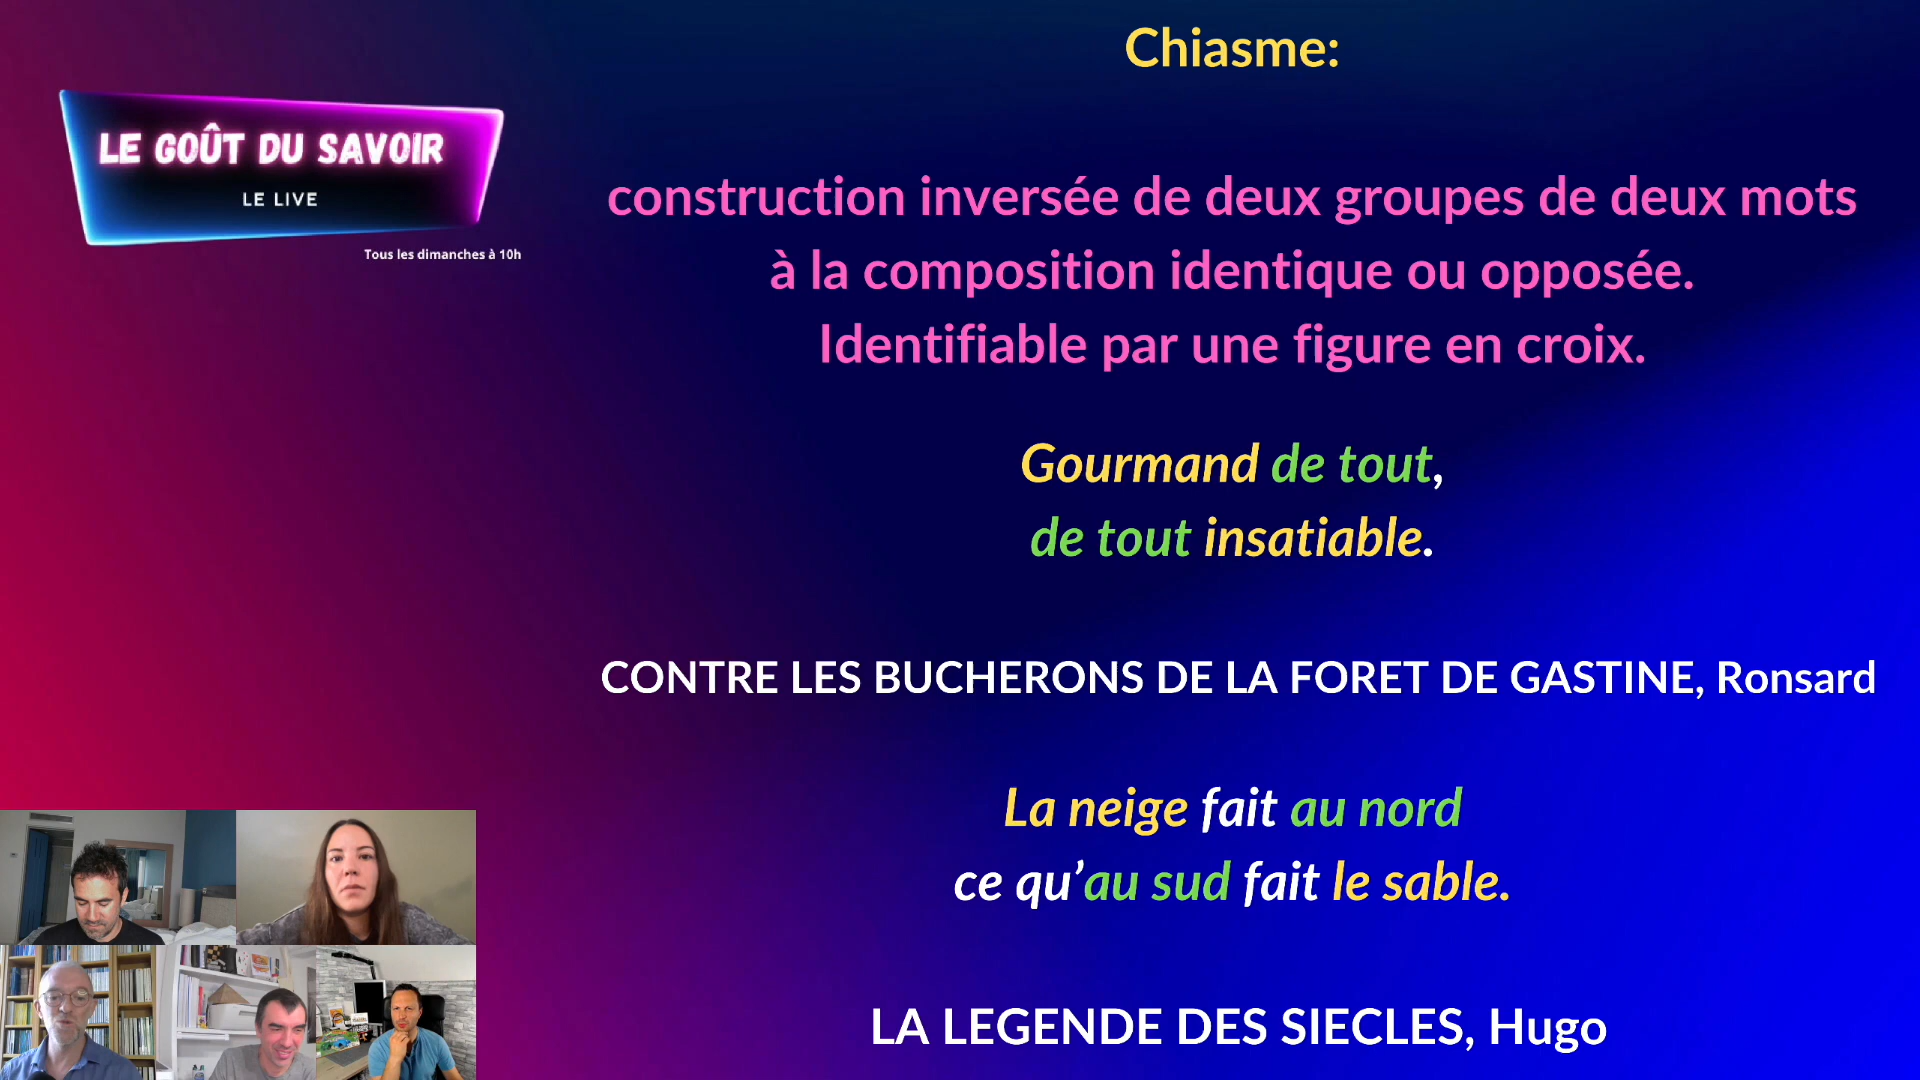 LE GOÛT DU SAVOIR
LE LIVE
Tous les dimanches à 10h
Chiasme:
construction inversée de deux groupes de deux mots
à la composition identique ou opposée.
Identifiable par une figure en croix.
Gourmand de tout,
de tout insatiable.
CONTRE LES BUCHERONS DE LA FORET DE GASTINE, Ronsard
La neige fait au nord
ce qu’au sud fait le sable.
LA LEGENDE DES SIECLES, Hugo